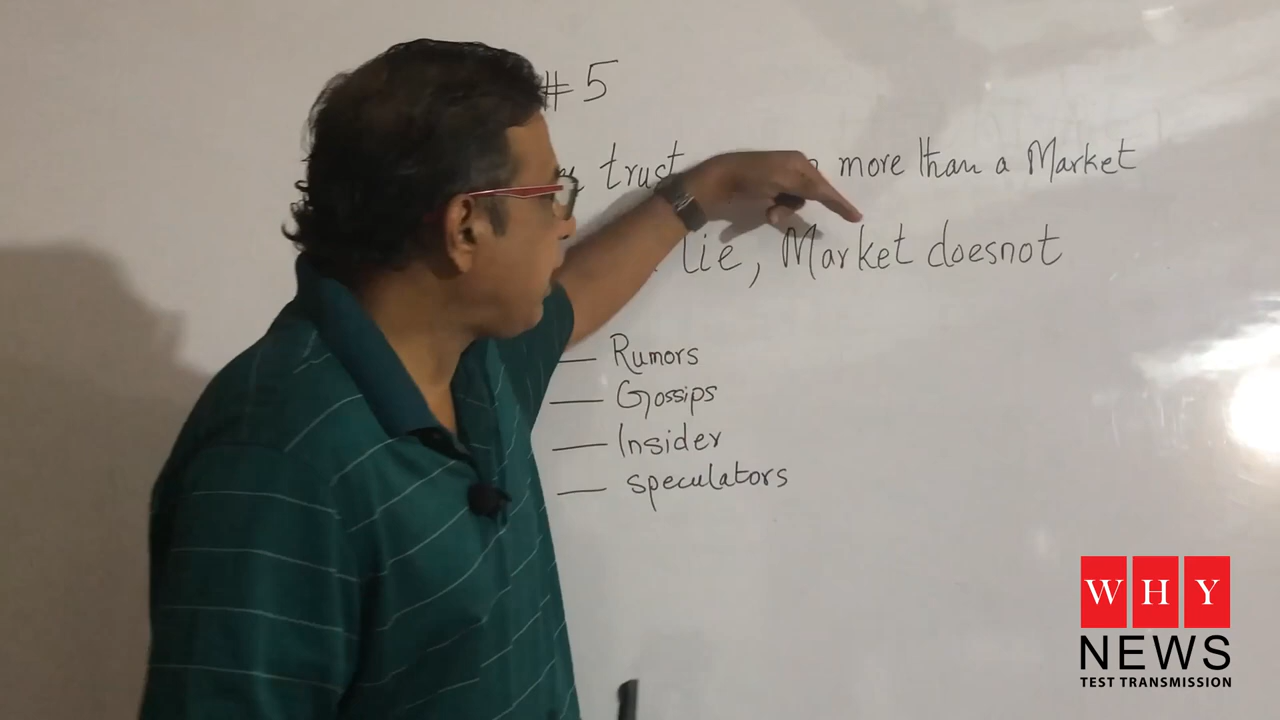 #5
trust more than a Market
lie, Market doesnot
— Rumors
— Gossips
— Insider
— speculators
WHY
NEWS
TEST TRANSMISSION